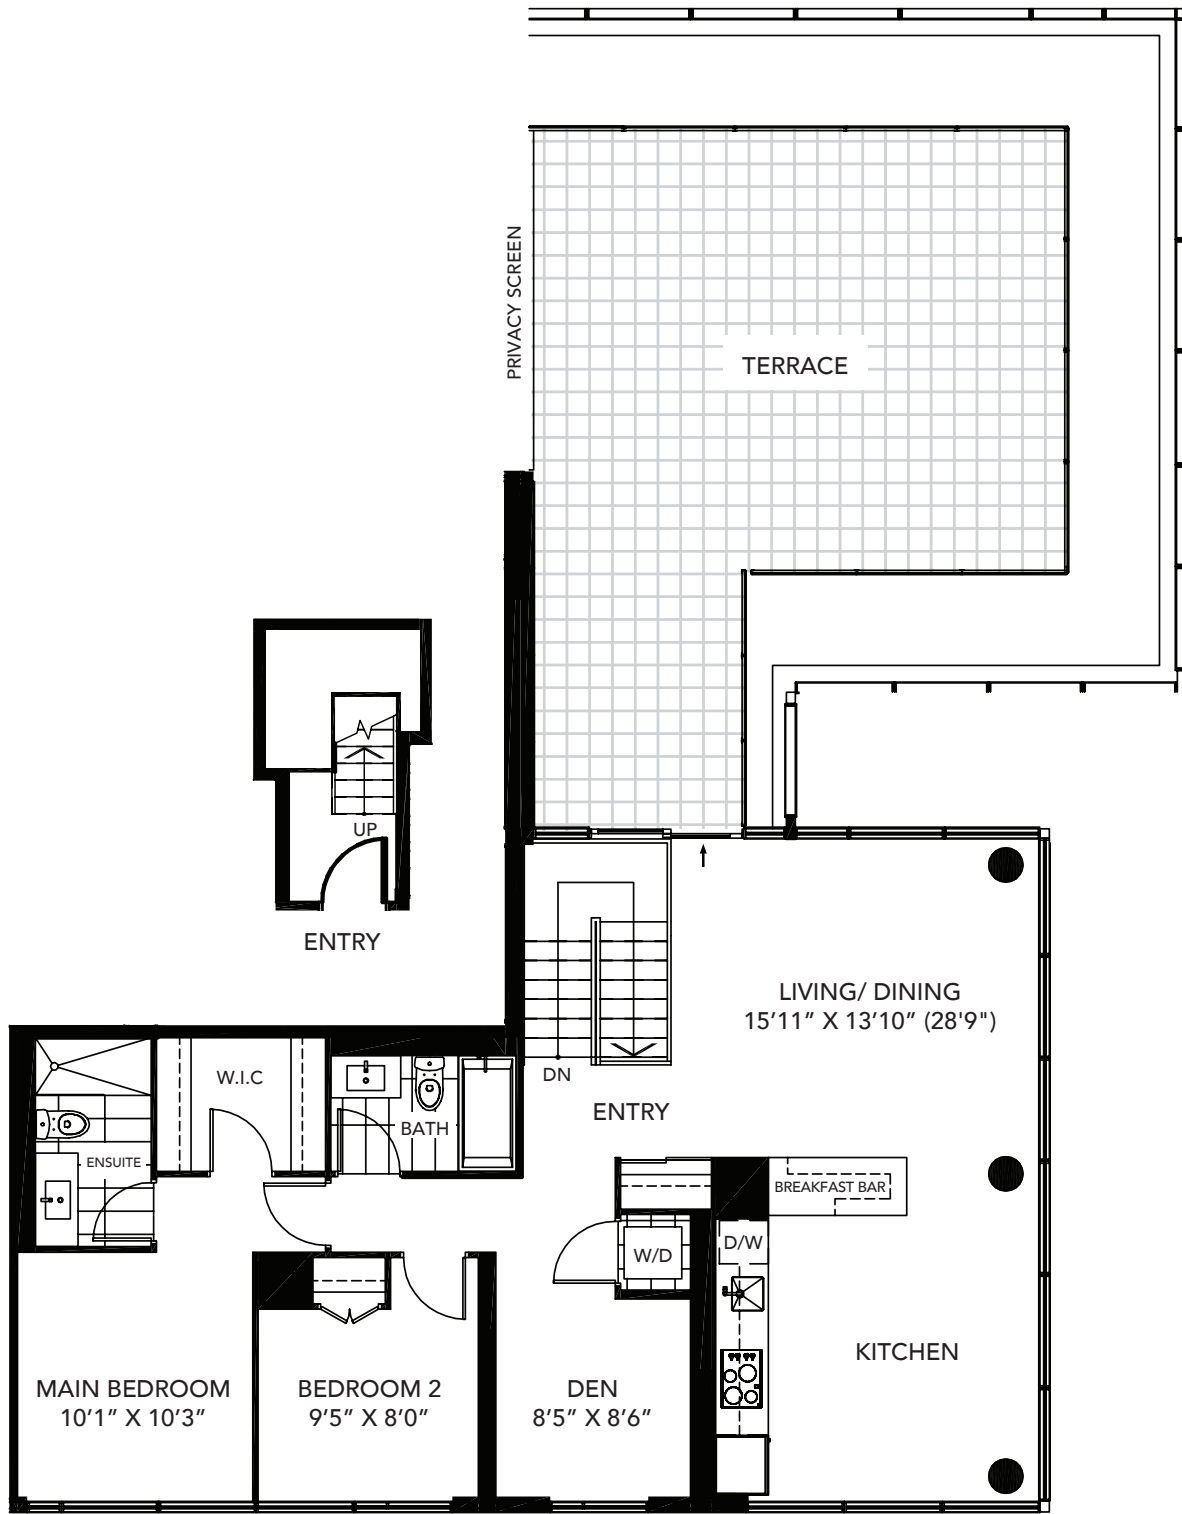 PRIVACY SCREEN
TERRACE
UP
ENTRY
LIVING/ DINING
15’11” X 13’10” (28'9")
DN
ENTRY
W.I.C
BATH
ENSUITE
BREAKFAST BAR
D/W
W/D
KITCHEN
MAIN BEDROOM
10’1” X 10’3”
BEDROOM 2
9’5” X 8’0”
DEN
8’5” X 8’6”